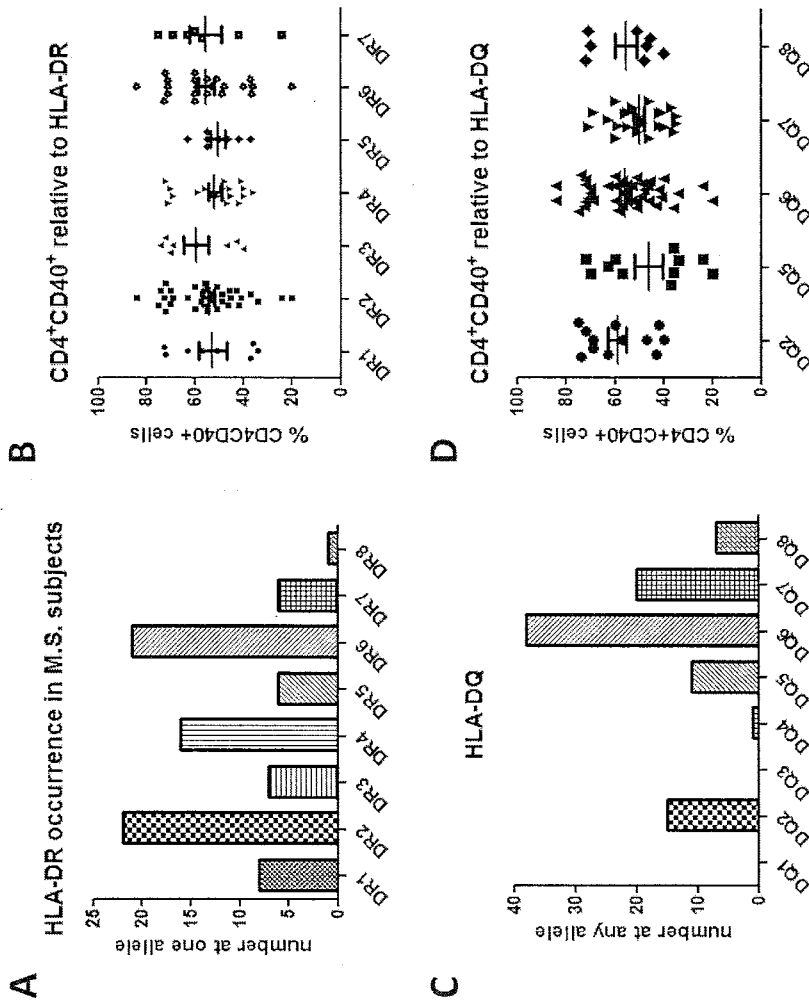 A
HLA-DR occurrence in M.S. subjects
number at one allele
25
20
15
10
5
0
DR1
DR2
DR3
DR4
DR5
DR6
DR7
DR8
B
CD4⁺CD40⁺ relative to HLA-DR
% CD4CD40+ cells
100
80
60
40
20
0
DR1
DR2
DR3
DR4
DR5
DR6
DR7
C
HLA-DQ
number at any allele
40
30
20
10
0
DQ1
DQ2
DQ3
DQ4
DQ5
DQ6
DQ7
DQ8
D
CD4⁺CD40⁺ relative to HLA-DQ
% CD4+CD40+ cells
100
80
60
40
20
0
DQ2
DQ5
DQ6
DQ7
DQ8